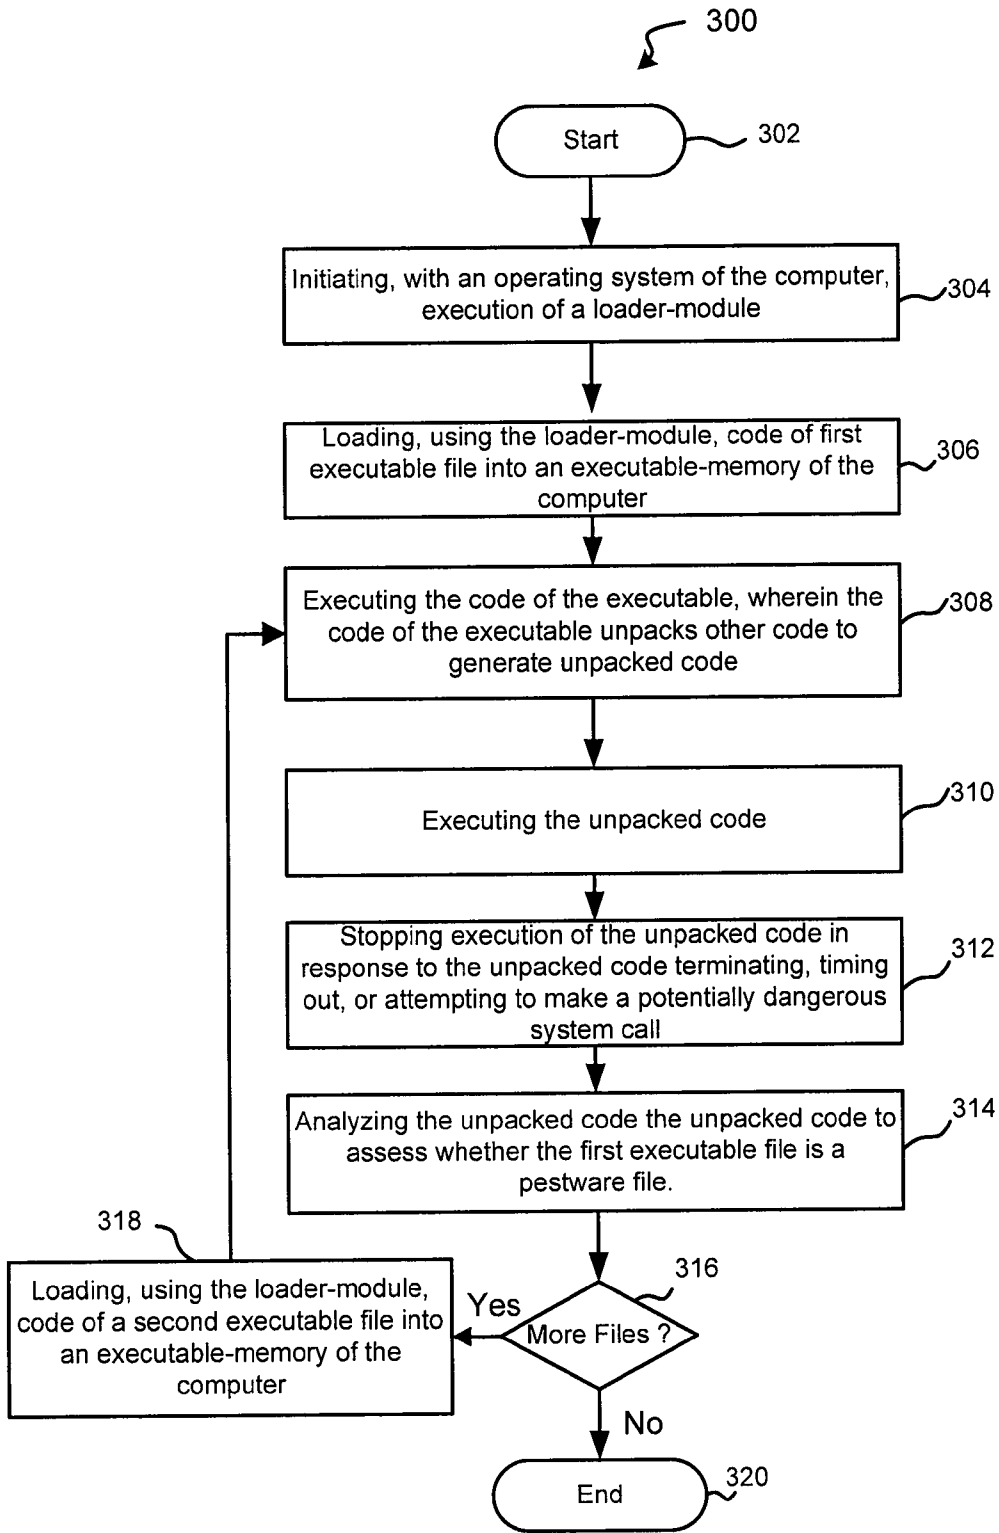 300
Start
302
Initiating, with an operating system of the computer,
execution of a loader-module
304
Loading, using the loader-module, code of first
executable file into an executable-memory of the
computer
306
Executing the code of the executable, wherein the
code of the executable unpacks other code to
generate unpacked code
308
Executing the unpacked code
310
Stopping execution of the unpacked code in
response to the unpacked code terminating, timing
out, or attempting to make a potentially dangerous
system call
312
Analyzing the unpacked code the unpacked code to
assess whether the first executable file is a
pestware file.
314
318
Loading, using the loader-module,
code of a second executable file into
an executable-memory of the
computer
Yes
More Files ?
316
No
End
320